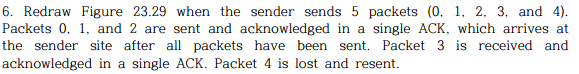 6. Redraw Figure 23.29 when the sender sends 5 packets (0, 1, 2, 3, and 4).
Packets 0, 1, and 2 are sent and acknowledged in a single ACK, which arrives at
the sender site after all packets have been sent. Packet 3 is received and
acknowledged in a single ACK. Packet 4 is lost and resent.